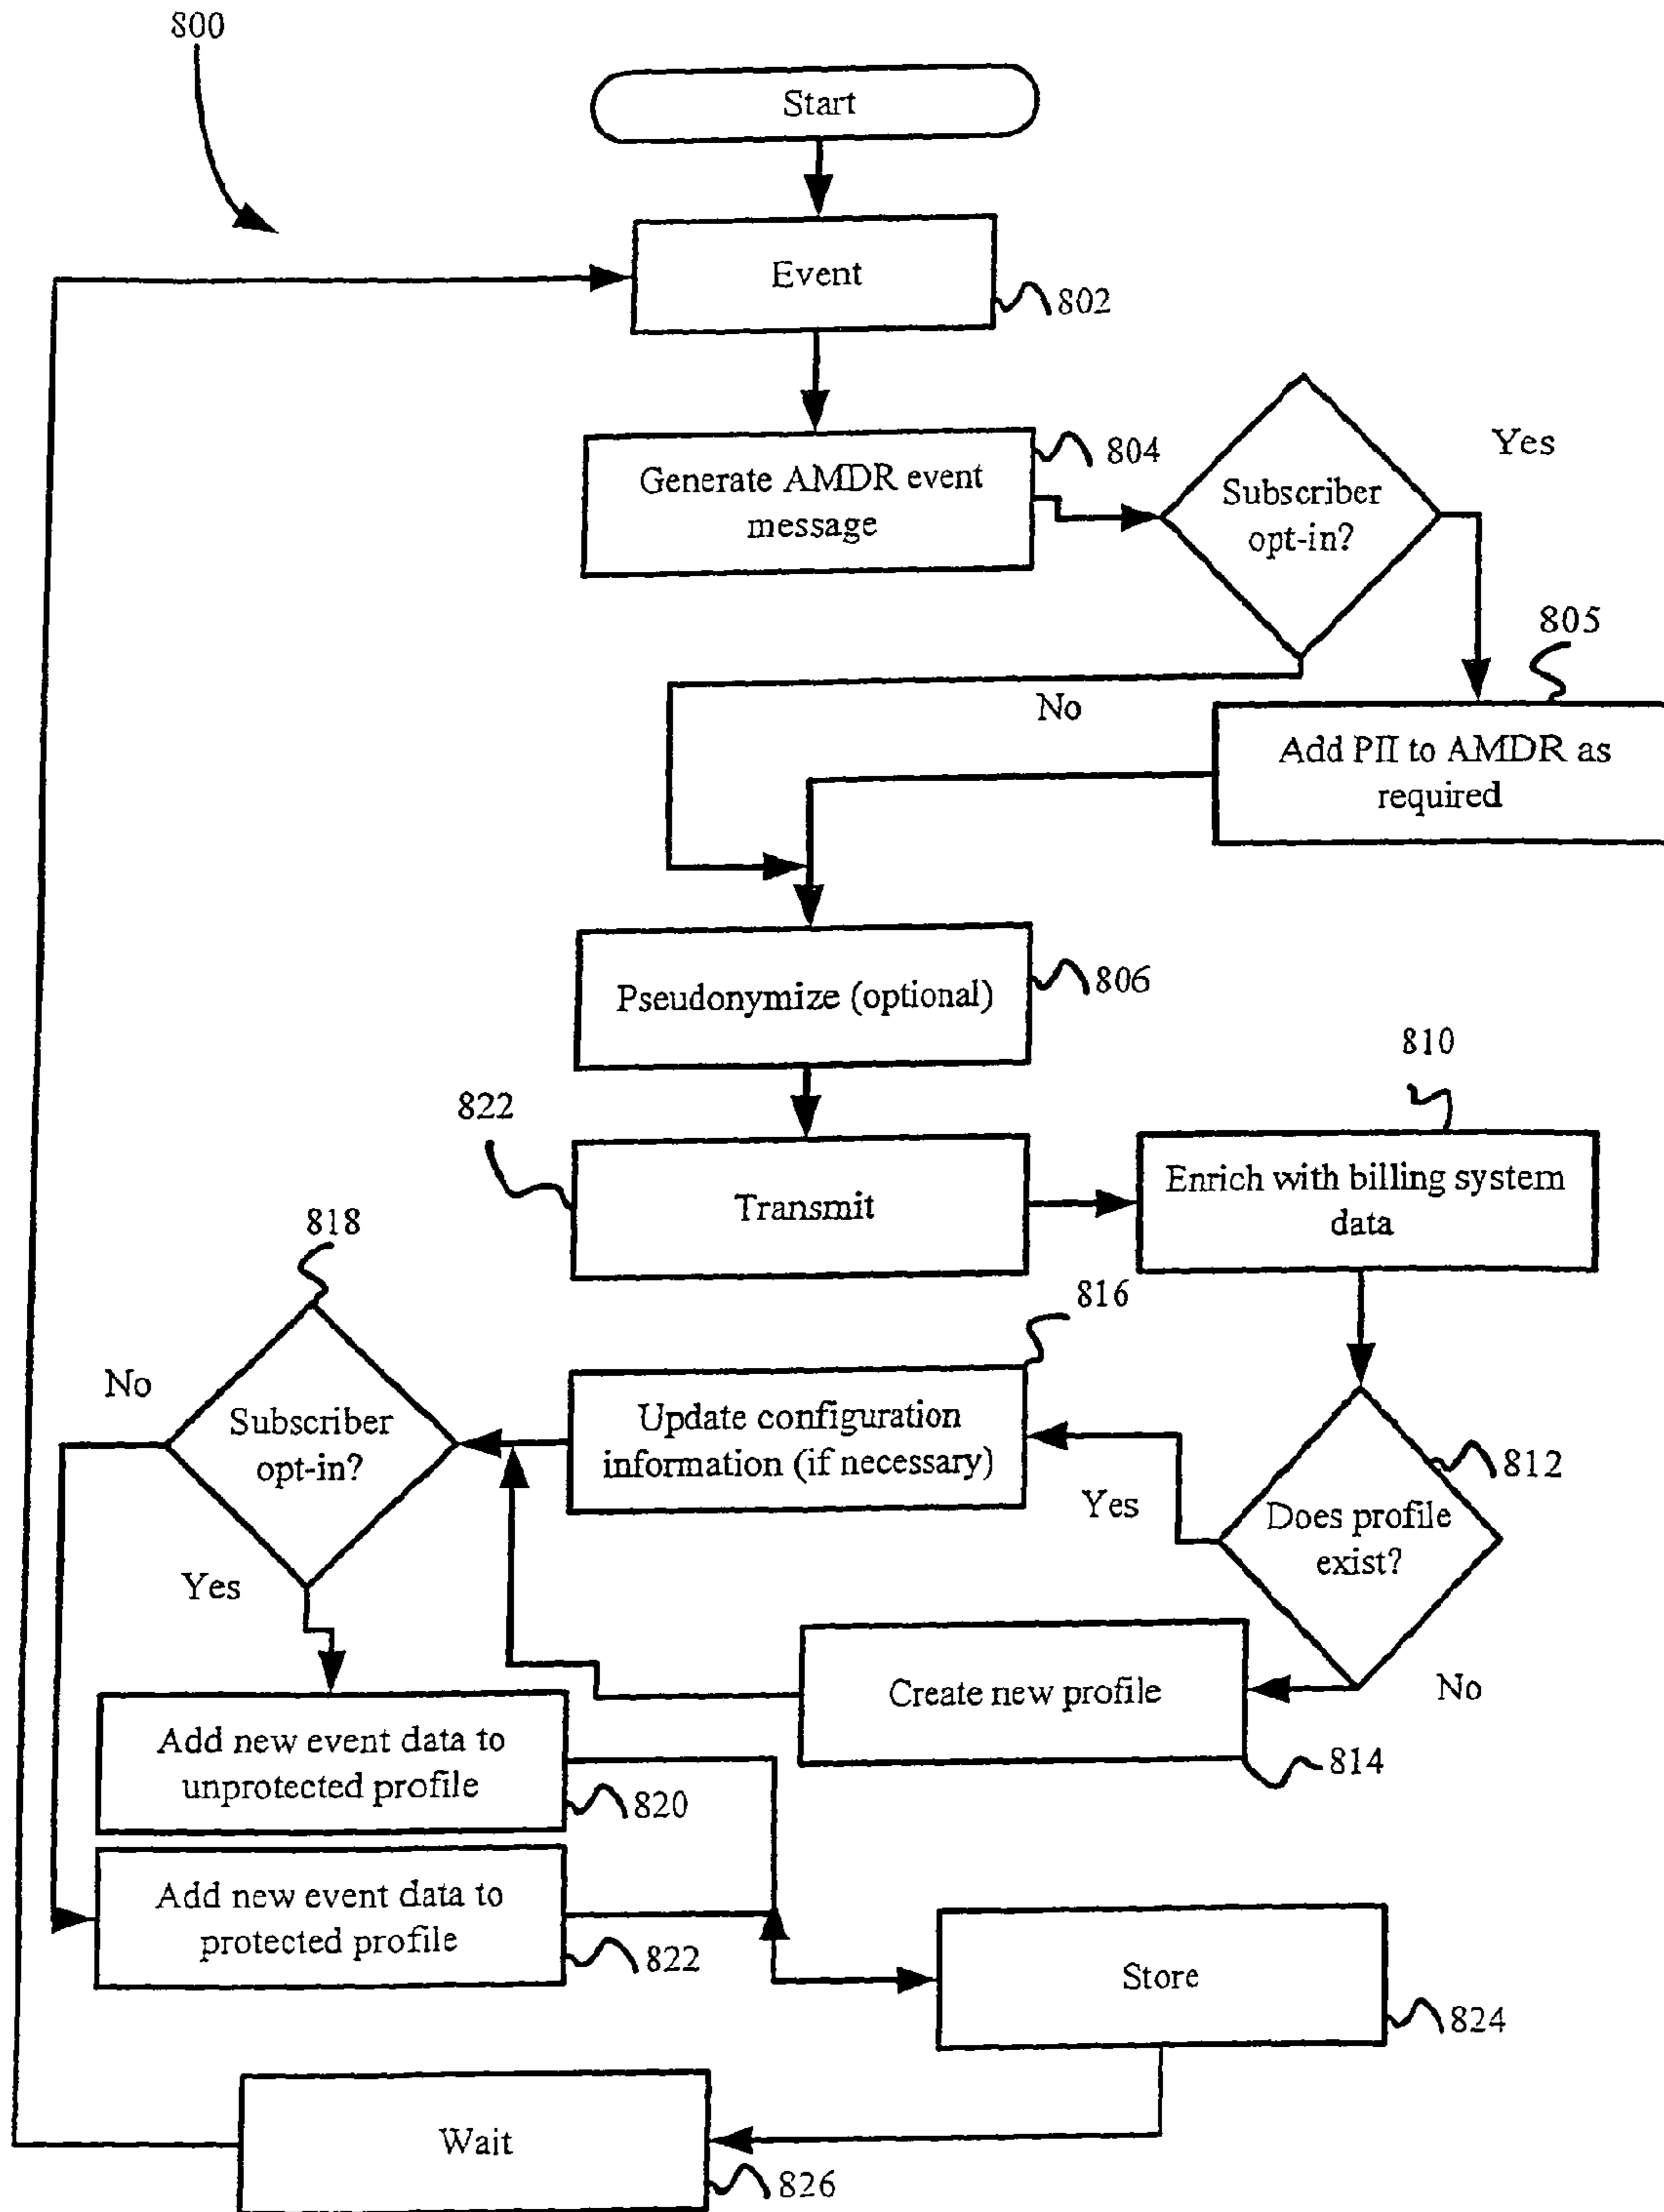 800
Start
Event
802
Generate AMDR event
message
804
Subscriber
opt-in?
Yes
No
805
Add PII to AMDR as
required
Pseudonymize (optional)
806
822
Transmit
810
Enrich with billing system
data
818
Subscriber
opt-in?
No
Yes
816
Update configuration
information (if necessary)
Yes
Does profile
exist?
812
No
Create new profile
814
Add new event data to
unprotected profile
820
Add new event data to
protected profile
822
Store
824
Wait
826